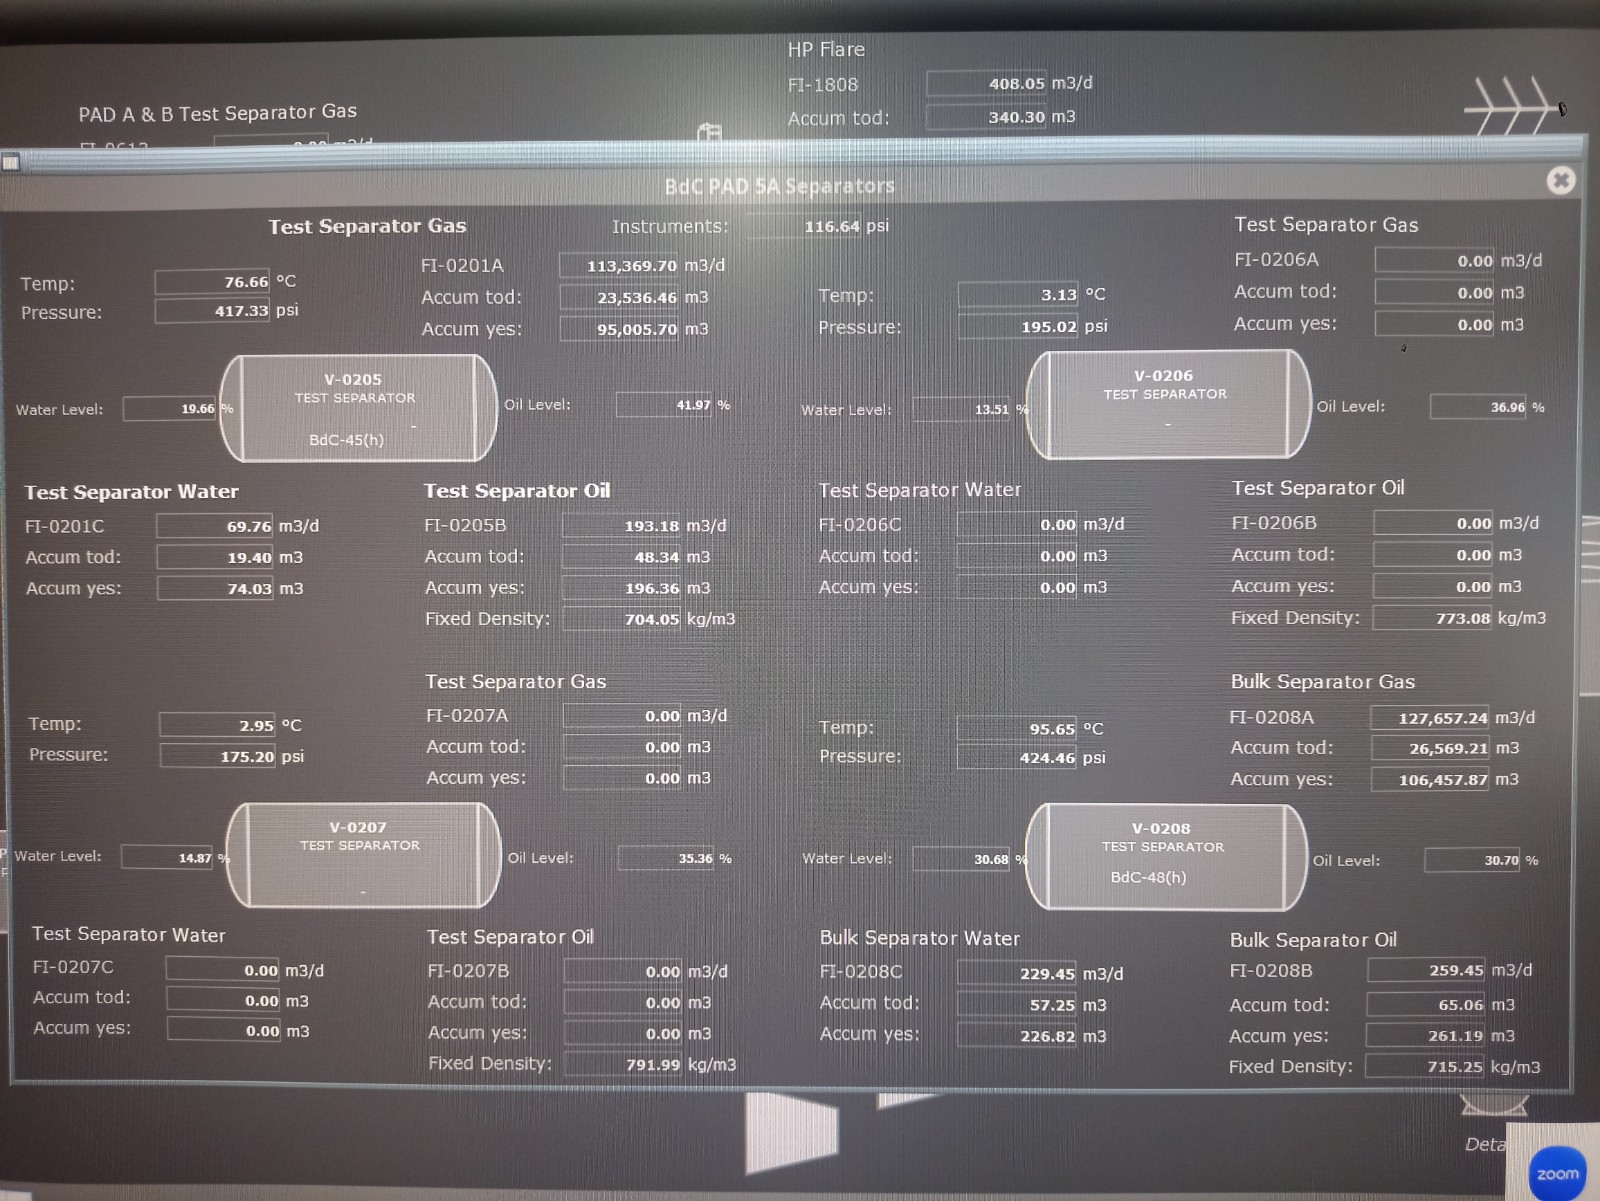 HP Flare
FI-1808 408.05 m3/d
Accum tod: 340.30 m3
PAD A & B Test Separator Gas
BdC PAD 5A Separators
Test Separator Gas
Instruments: 116.64 psi
Temp: 76.66 °C
Pressure: 417.33 psi
FI-0201A 113,369.70 m3/d
Accum tod: 23,536.46 m3
Accum yes: 95,005.70 m3
V-0205
TEST SEPARATOR
-
BdC-45(h)
Water Level: 19.66 %
Oil Level: 41.97 %
Test Separator Water
FI-0201C 69.76 m3/d
Accum tod: 19.40 m3
Accum yes: 74.03 m3
Test Separator Oil
FI-0205B 193.18 m3/d
Accum tod: 48.34 m3
Accum yes: 196.36 m3
Fixed Density: 704.05 kg/m3
Test Separator Gas
Temp: 3.13 °C
Pressure: 195.02 psi
FI-0206A 0.00 m3/d
Accum tod: 0.00 m3
Accum yes: 0.00 m3
V-0206
TEST SEPARATOR
-
Water Level: 13.51 %
Oil Level: 36.96 %
Test Separator Water
FI-0206C 0.00 m3/d
Accum tod: 0.00 m3
Accum yes: 0.00 m3
Test Separator Oil
FI-0206B 0.00 m3/d
Accum tod: 0.00 m3
Accum yes: 0.00 m3
Fixed Density: 773.08 kg/m3
Test Separator Gas
Temp: 2.95 °C
Pressure: 175.20 psi
FI-0207A 0.00 m3/d
Accum tod: 0.00 m3
Accum yes: 0.00 m3
V-0207
TEST SEPARATOR
-
Water Level: 14.87 %
Oil Level: 35.36 %
Test Separator Water
FI-0207C 0.00 m3/d
Accum tod: 0.00 m3
Accum yes: 0.00 m3
Test Separator Oil
FI-0207B 0.00 m3/d
Accum tod: 0.00 m3
Accum yes: 0.00 m3
Fixed Density: 791.99 kg/m3
Bulk Separator Gas
Temp: 95.65 °C
Pressure: 424.46 psi
FI-0208A 127,657.24 m3/d
Accum tod: 26,569.21 m3
Accum yes: 106,457.87 m3
V-0208
TEST SEPARATOR
BdC-48(h)
Water Level: 30.68 %
Oil Level: 30.70 %
Bulk Separator Water
FI-0208C 229.45 m3/d
Accum tod: 57.25 m3
Accum yes: 226.82 m3
Bulk Separator Oil
FI-0208B 259.45 m3/d
Accum tod: 65.06 m3
Accum yes: 261.19 m3
Fixed Density: 715.25 kg/m3
Deta
zoom